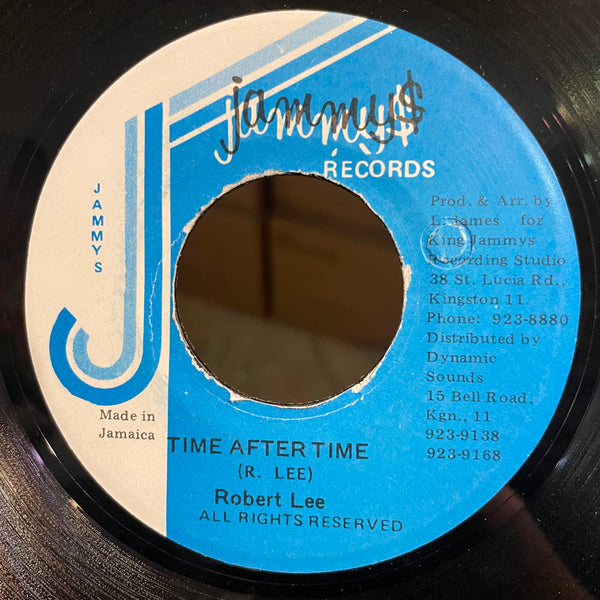 jammy$
RECORDS
JAMMYS
Prod. & Arr. by
L. James for
King Jammys
Recording Studio
38 St. Lucia Rd.,
Kingston 11.
Phone: 923-8880
Distributed by
Dynamic
Sounds
15 Bell Road,
Kgn., 11
923-9138
923-9168
Made in
Jamaica
TIME AFTER TIME
(R. LEE)
Robert Lee
ALL RIGHTS RESERVED